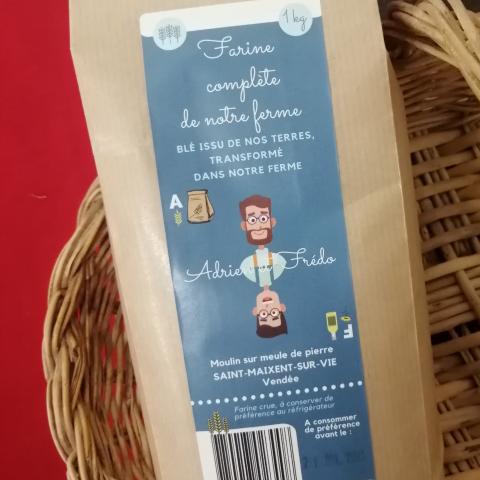 1 kg
Farine
complète
de notre ferme
BLÉ ISSU DE NOS TERRES,
TRANSFORMÉ
DANS NOTRE FERME
A
Adrie Frédo
F
Moulin sur meule de pierre
SAINT-MAIXENT-SUR-VIE
Vendée
Farine crue, à conserver de
préférence au réfrigérateur
A consommer
de préférence
avant le :